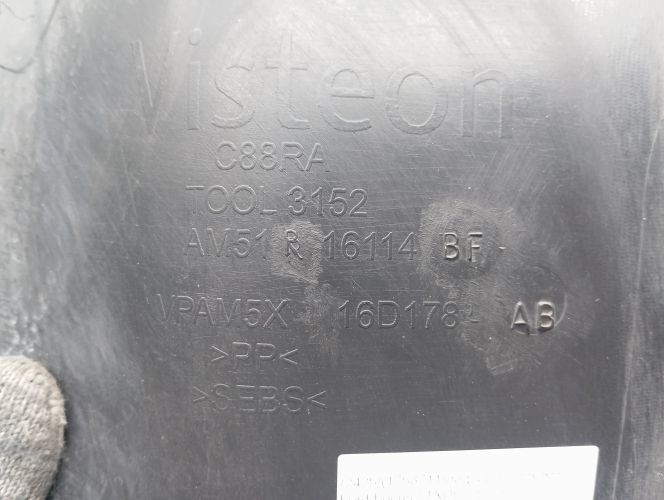 Visteon
C88RA
TOOL 3152
AM51 R 16114 BF-
VPAM5X - 16D178- AB
>PP<
>SEBS<